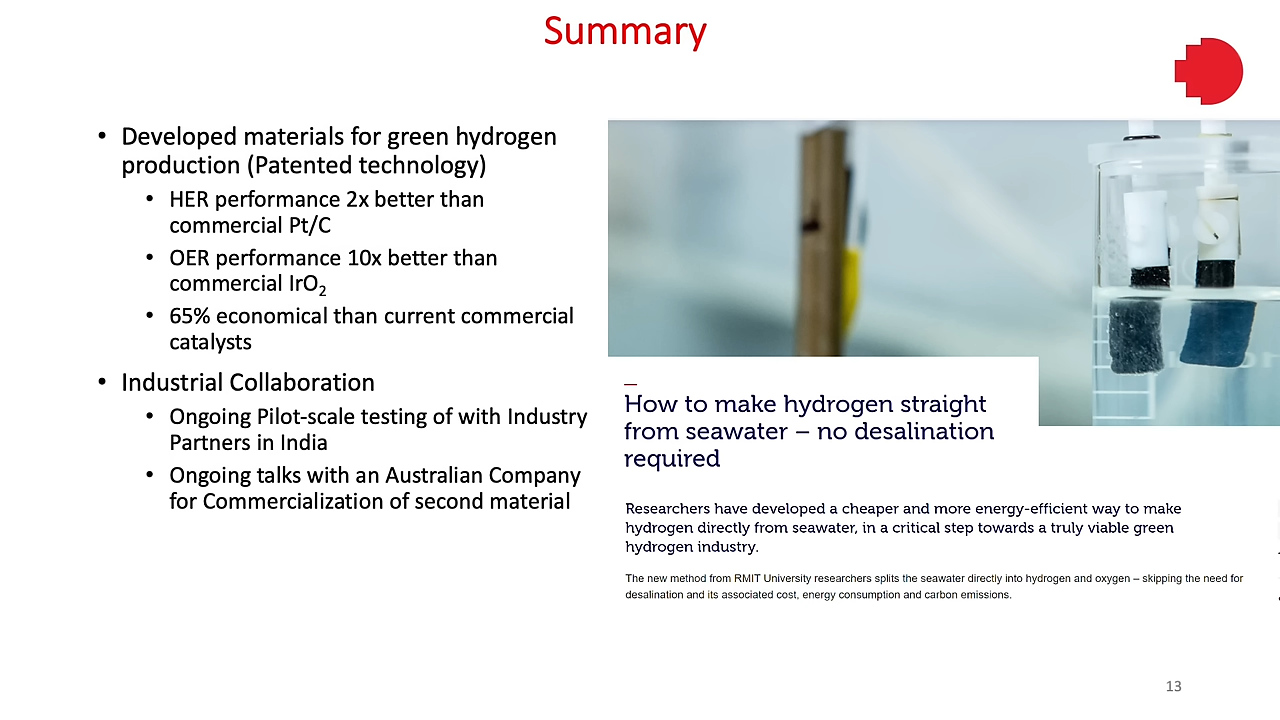 Summary
• Developed materials for green hydrogen
production (Patented technology)
• HER performance 2x better than
commercial Pt/C
• OER performance 10x better than
commercial IrO₂
• 65% economical than current commercial
catalysts
• Industrial Collaboration
• Ongoing Pilot-scale testing of with Industry
Partners in India
• Ongoing talks with an Australian Company
for Commercialization of second material
How to make hydrogen straight
from seawater – no desalination
required
Researchers have developed a cheaper and more energy-efficient way to make
hydrogen directly from seawater, in a critical step towards a truly viable green
hydrogen industry.
The new method from RMIT University researchers splits the seawater directly into hydrogen and oxygen – skipping the need for
desalination and its associated cost, energy consumption and carbon emissions.
13